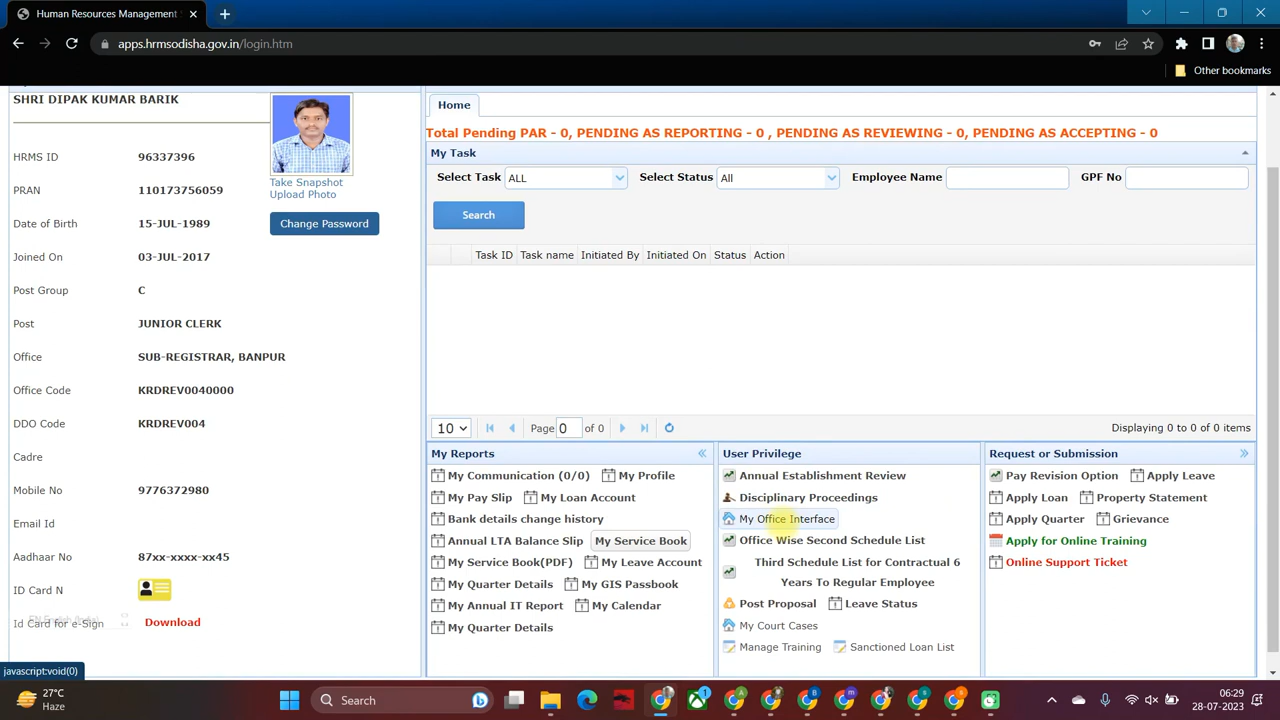 Human Resources Management S
apps.hrmsodisha.gov.in/login.htm
Other bookmarks
SHRI DIPAK KUMAR BARIK
HRMS ID 96337396
PRAN 110173756059
Date of Birth 15-JUL-1989
Joined On 03-JUL-2017
Post Group C
Post JUNIOR CLERK
Office SUB-REGISTRAR, BANPUR
Office Code KRDREV0040000
DDO Code KRDREV004
Cadre
Mobile No 9776372980
Email Id
Aadhaar No 87xx-xxxx-xx45
ID Card N
Id Card for e-Sign Download
Take Snapshot
Upload Photo
Change Password
Home
Total Pending PAR - 0, PENDING AS REPORTING - 0 , PENDING AS REVIEWING - 0, PENDING AS ACCEPTING - 0
My Task
Select Task ALL Select Status All Employee Name GPF No
Search
Task ID Task name Initiated By Initiated On Status Action
10 Page 0 of 0 Displaying 0 to 0 of 0 items
My Reports
My Communication (0/0) My Profile
My Pay Slip My Loan Account
Bank details change history
Annual LTA Balance Slip My Service Book
My Service Book(PDF) My Leave Account
My Quarter Details My GIS Passbook
My Annual IT Report My Calendar
My Quarter Details
User Privilege
Annual Establishment Review
Disciplinary Proceedings
My Office Interface
Office Wise Second Schedule List
Third Schedule List for Contractual 6
Years To Regular Employee
Post Proposal Leave Status
My Court Cases
Manage Training Sanctioned Loan List
Request or Submission
Pay Revision Option Apply Leave
Apply Loan Property Statement
Apply Quarter Grievance
Apply for Online Training
Online Support Ticket
javascript:void(0)
27°C
Haze
Search
1
06:29
28-07-2023